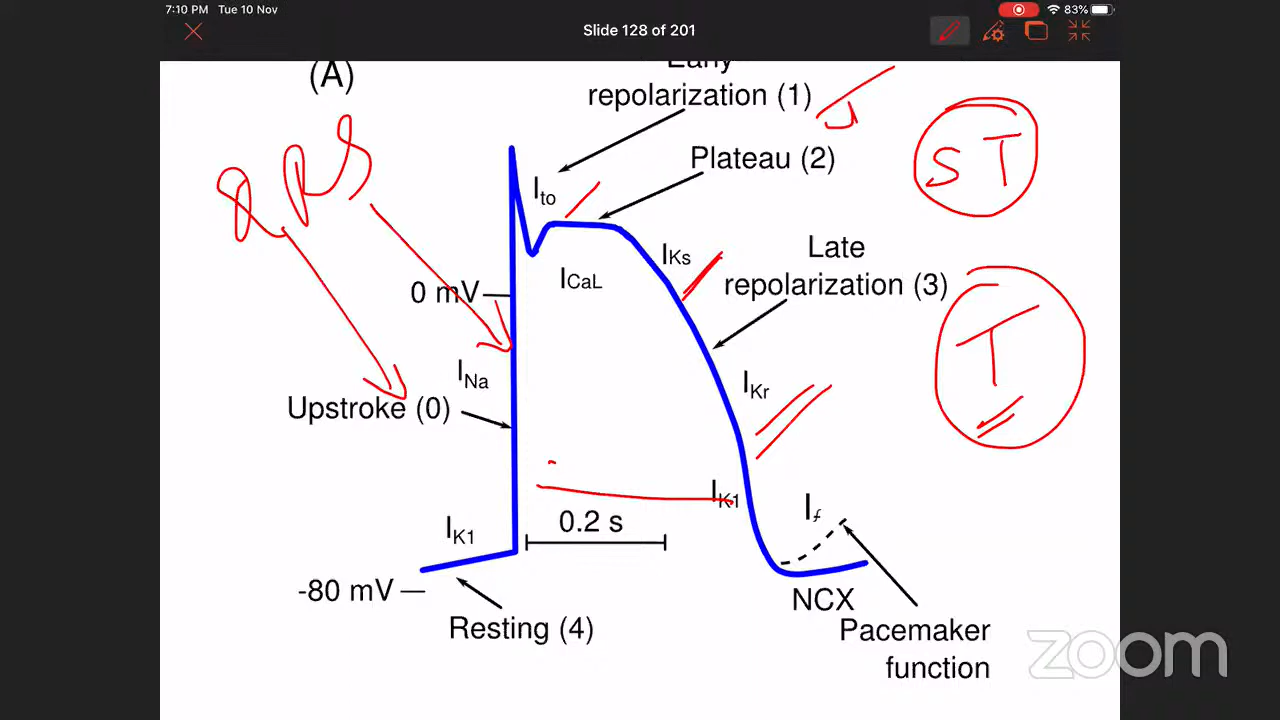 7:10 PM Tue 10 Nov
83%
Slide 128 of 201
(A)
Early
repolarization (1)
J
ST
QRS
Plateau (2)
Ito
IKs
Late
repolarization (3)
ICaL
0 mV
T
INa
IKr
Upstroke (0)
IK1
If
0.2 s
IK1
-80 mV
NCX
Resting (4)
Pacemaker
function
zoom